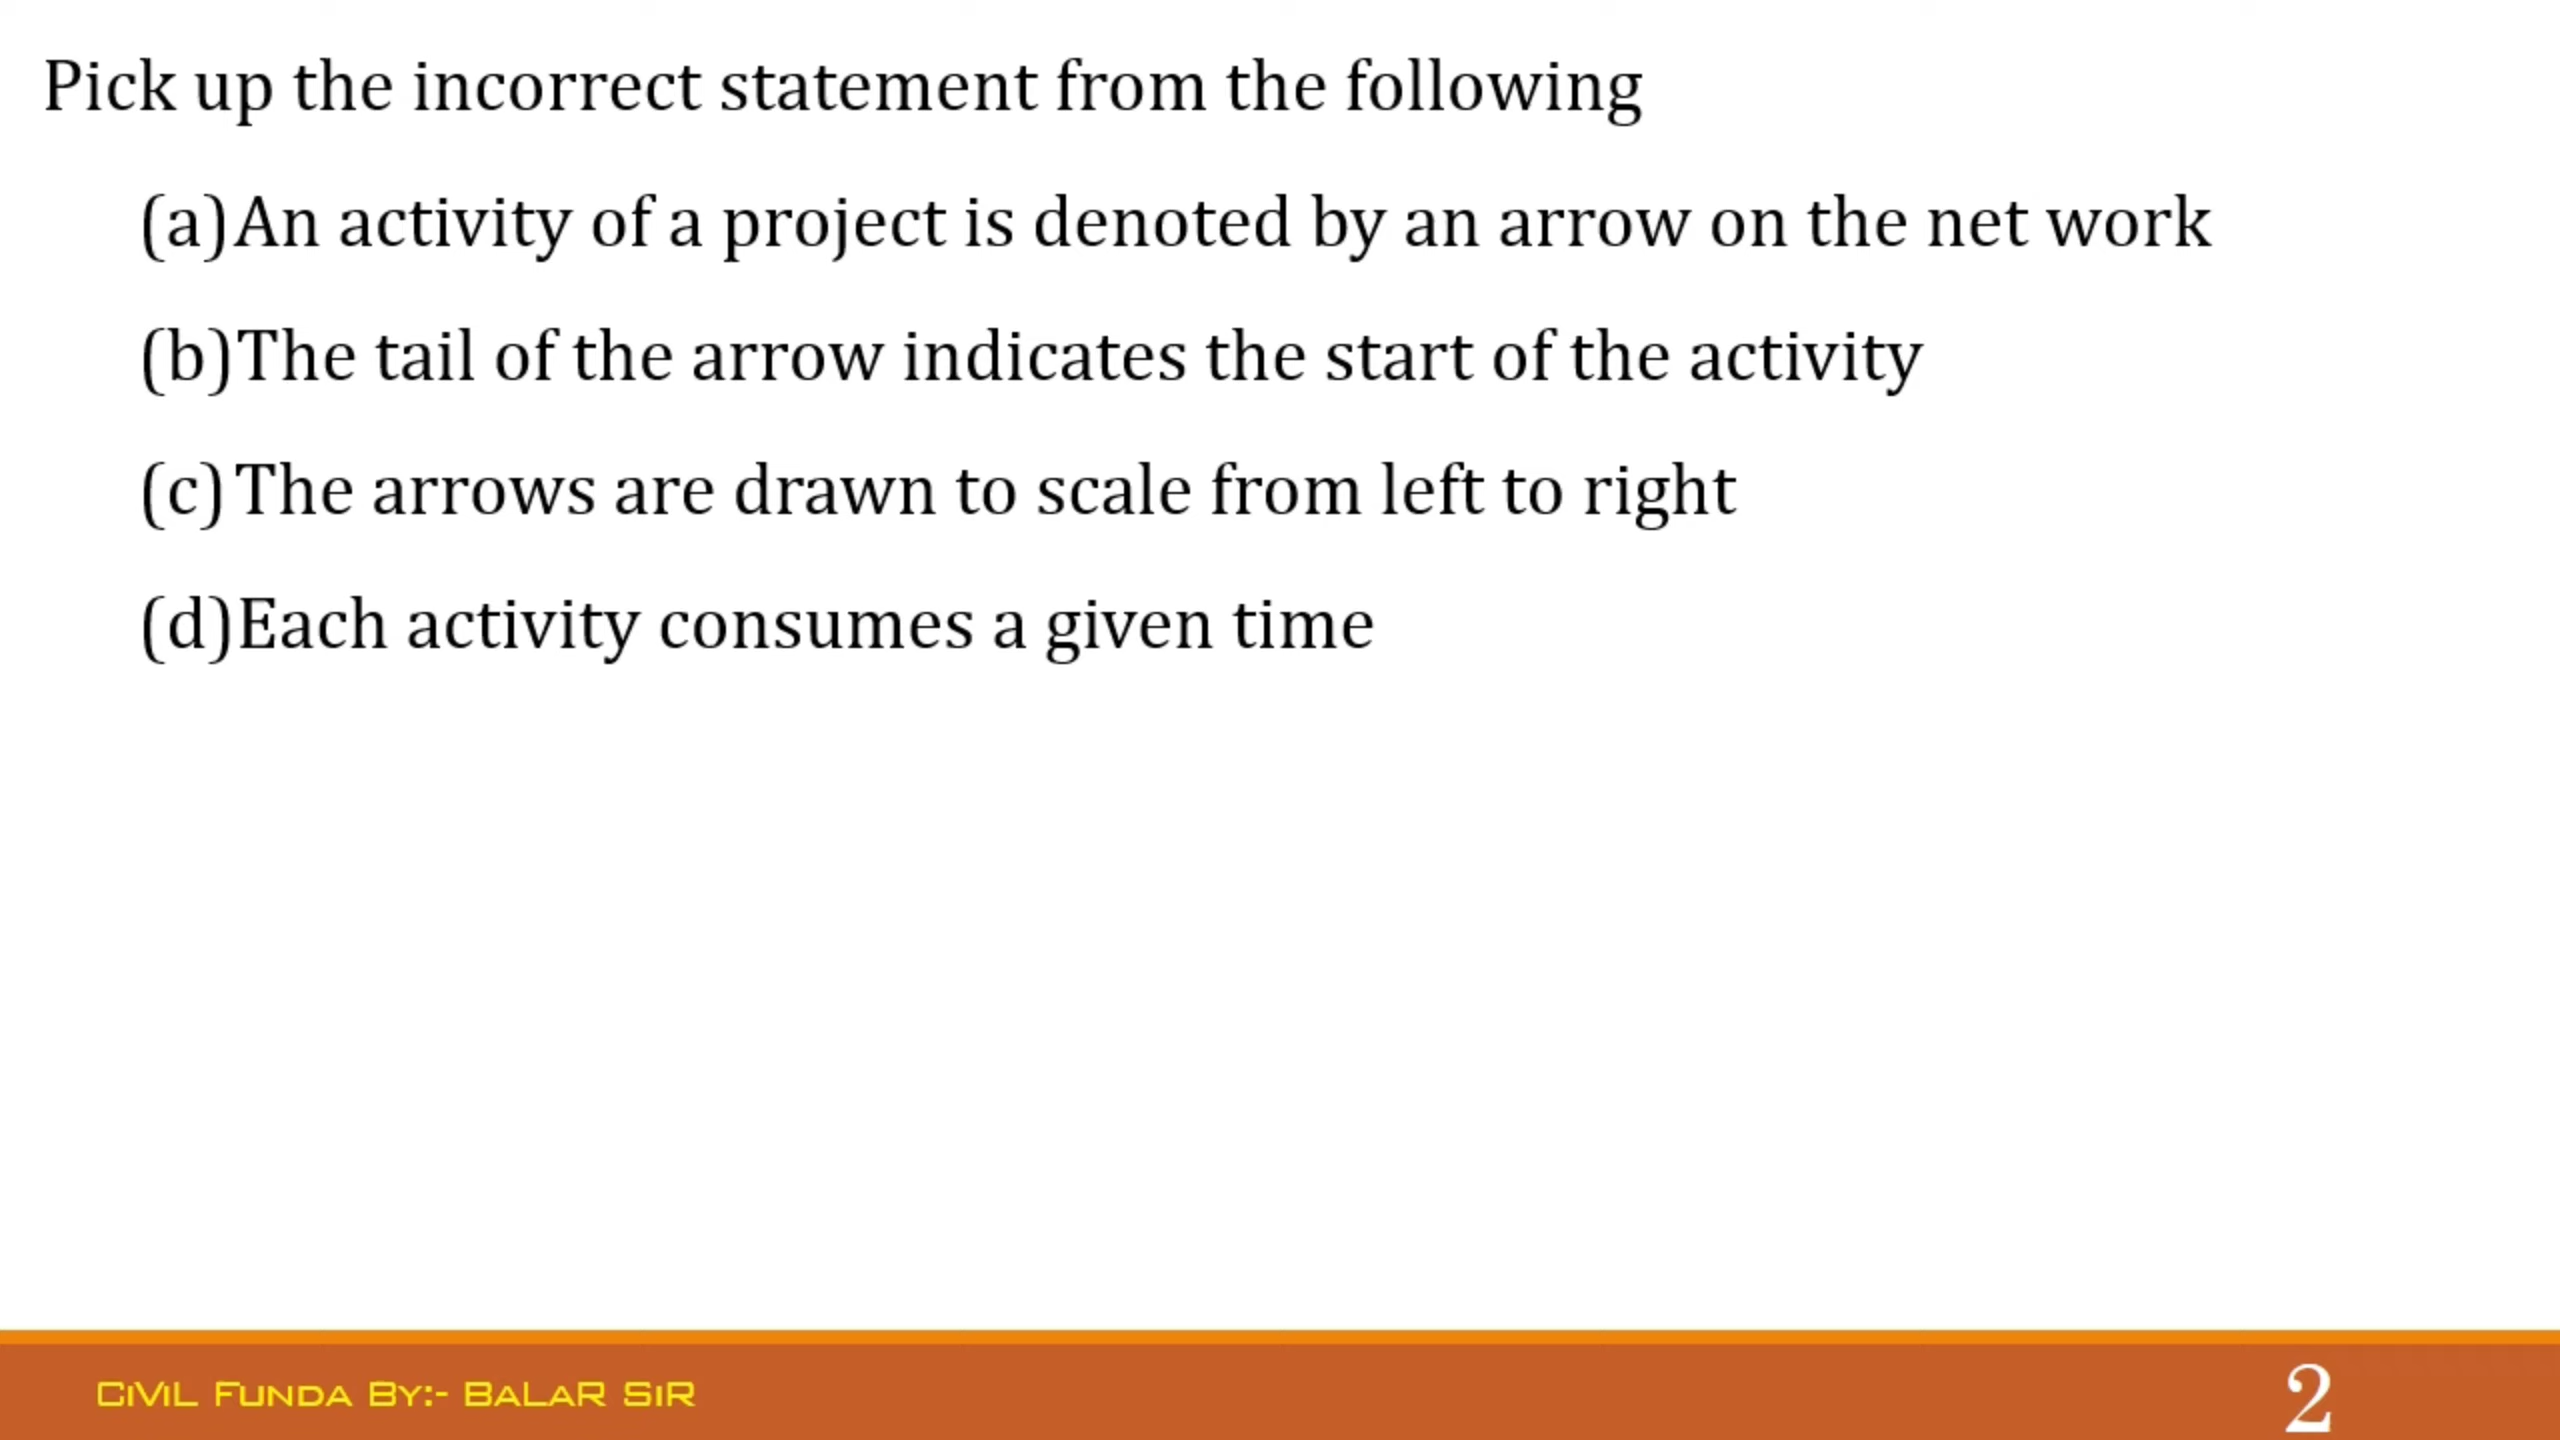 Pick up the incorrect statement from the following
(a)An activity of a project is denoted by an arrow on the net work
(b)The tail of the arrow indicates the start of the activity
(c)The arrows are drawn to scale from left to right
(d)Each activity consumes a given time
CiViL FUNDA BY:- BALAR SiR
2